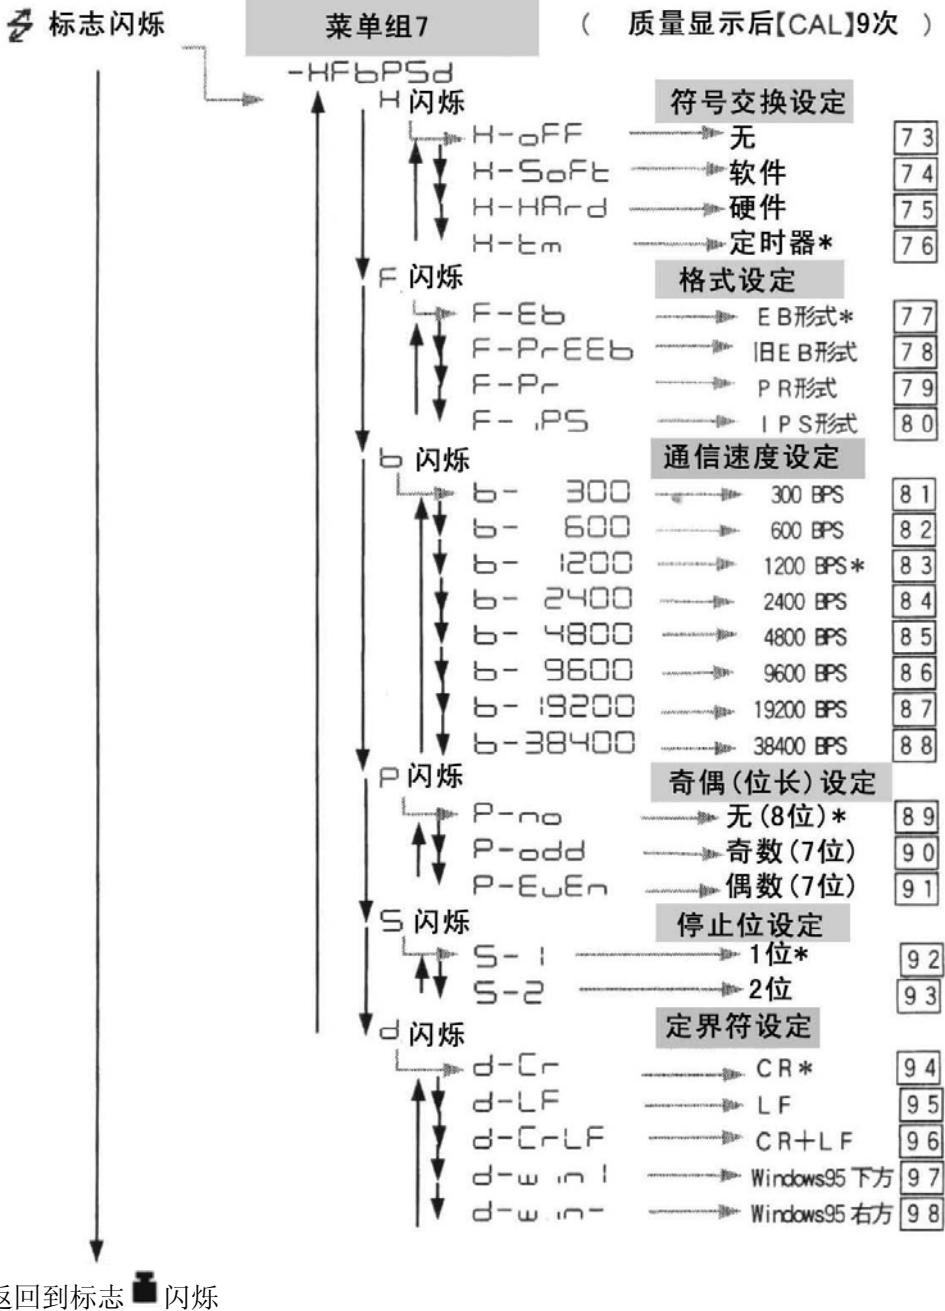 标志闪烁 菜单组7 ( 质量显示后【CAL】9次 )
-HFbPSd
H 闪烁 符号交换设定
H-oFF 无 73
H-SoFt 软件 74
H-HArd 硬件 75
H-tm 定时器* 76
F 闪烁 格式设定
F-Eb EB形式* 77
F-PrEEb 旧EB形式 78
F-Pr PR形式 79
F-iPS IPS形式 80
b 闪烁 通信速度设定
b- 300 300 BPS 81
b- 600 600 BPS 82
b- 1200 1200 BPS* 83
b- 2400 2400 BPS 84
b- 4800 4800 BPS 85
b- 9600 9600 BPS 86
b- 19200 19200 BPS 87
b-38400 38400 BPS 88
P 闪烁 奇偶(位长)设定
P-no 无(8位)* 89
P-odd 奇数(7位) 90
P-EvEn 偶数(7位) 91
S 闪烁 停止位设定
S-1 1位* 92
S-2 2位 93
d 闪烁 定界符设定
d-Cr CR* 94
d-LF LF 95
d-CrLF CR+LF 96
d-win1 Windows95 下方 97
d-win- Windows95 右方 98
返回到标志 闪烁